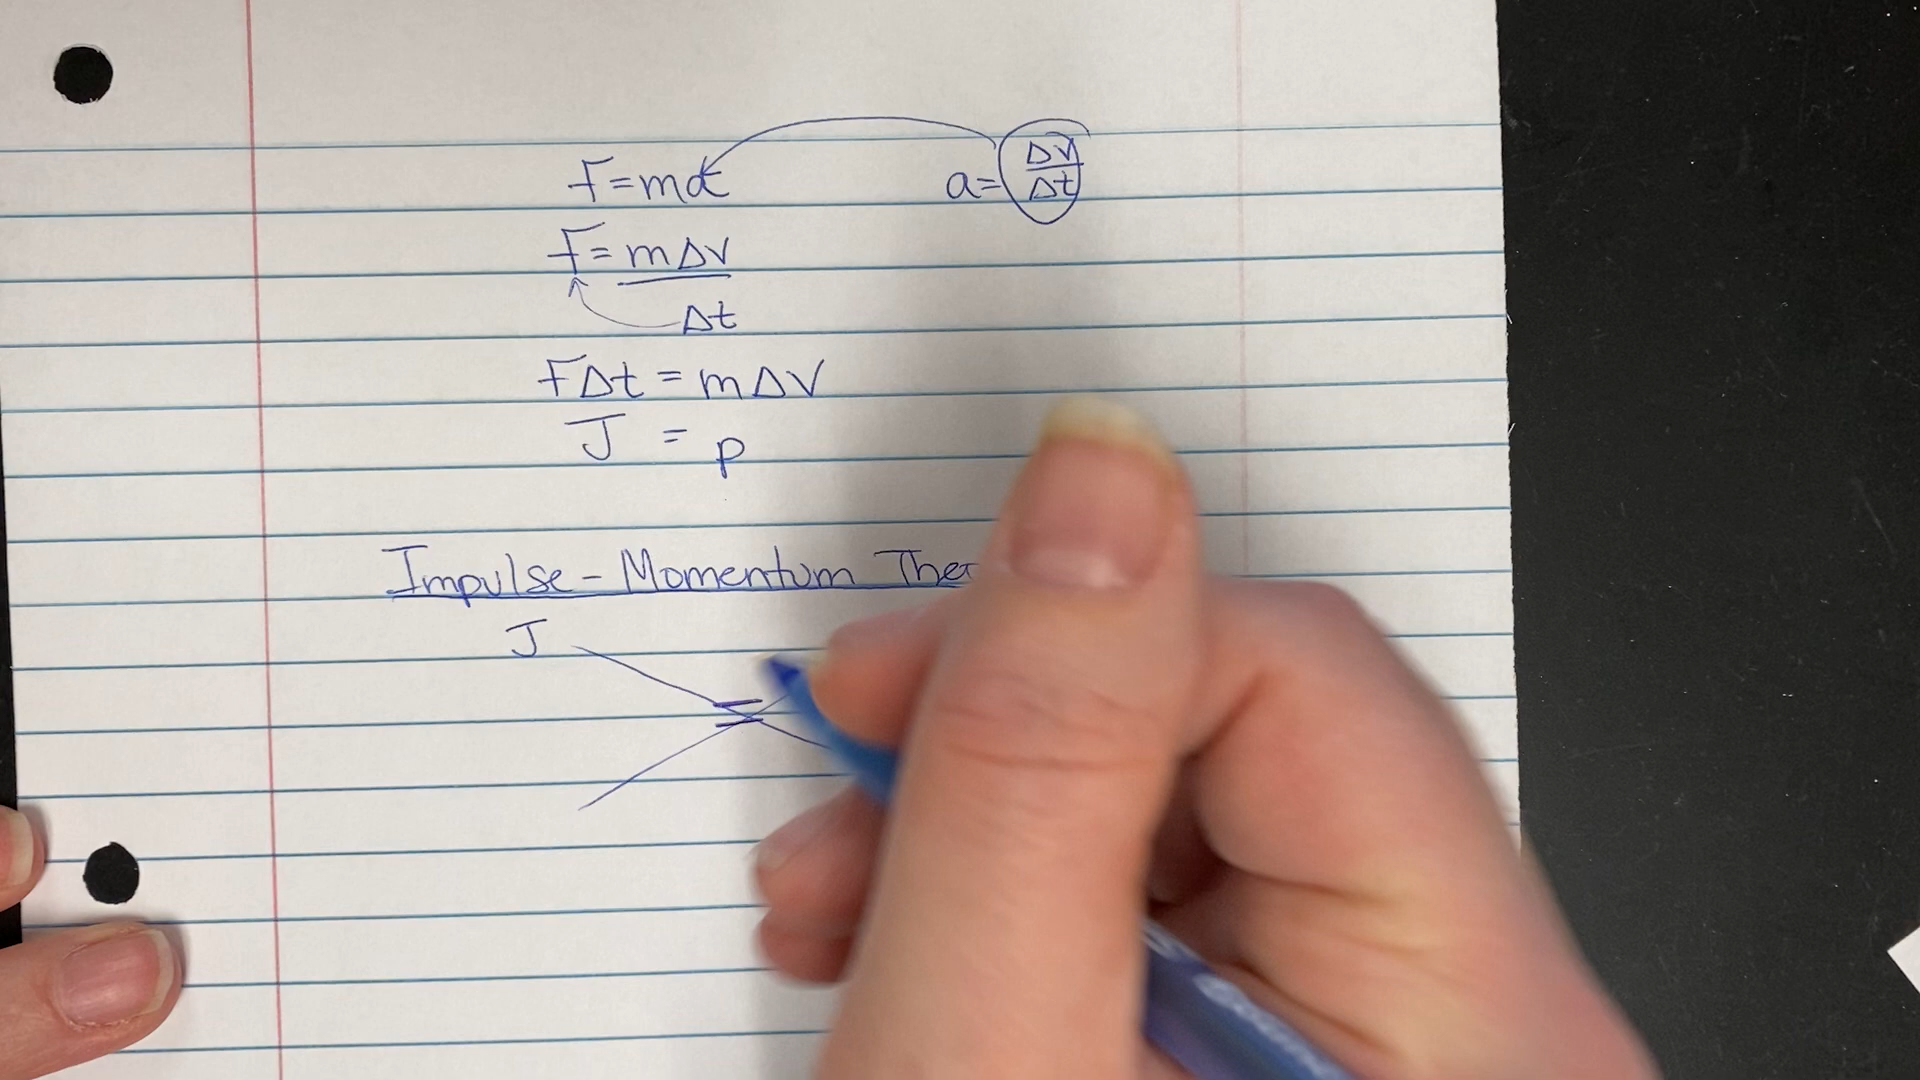 F=ma a=Δv/Δt
F=mΔv
Δt
FΔt=mΔv
J = p
Impulse-Momentum
J =